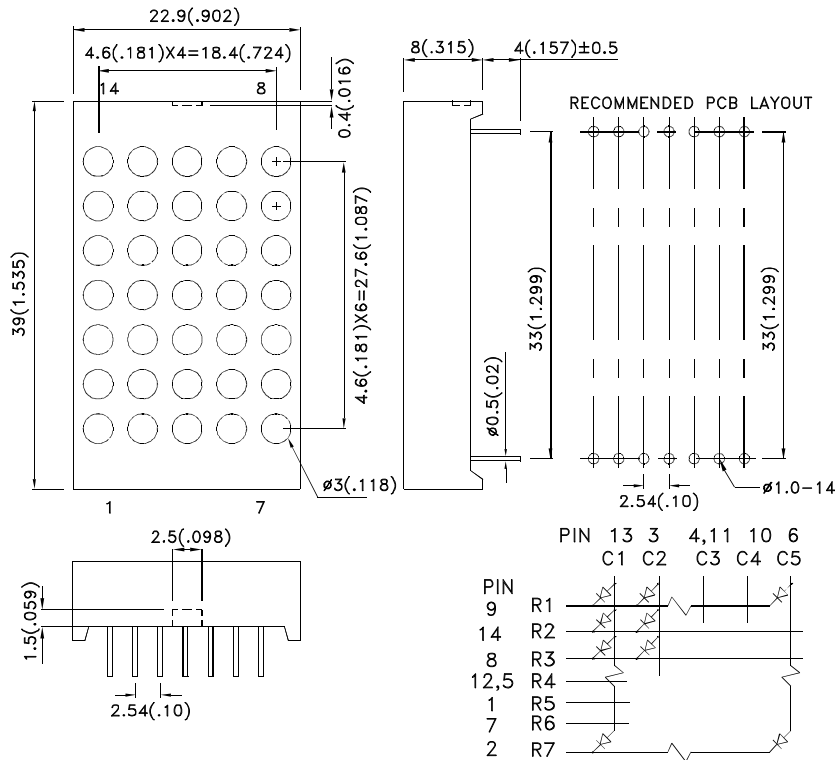 22.9(.902)
4.6(.181)X4=18.4(.724)
14
8
0.4(.016)
8(.315)
4(.157)±0.5
RECOMMENDED PCB LAYOUT
39(1.535)
4.6(.181)X6=27.6(1.087)
33(1.299)
33(1.299)
ø0.5(.02)
ø3(.118)
1
7
2.54(.10)
ø1.0-14
2.5(.098)
1.5(.059)
2.54(.10)
PIN 13 3 4,11 10 6
C1 C2 C3 C4 C5
PIN
9 R1
14 R2
8 R3
12,5 R4
1 R5
7 R6
2 R7